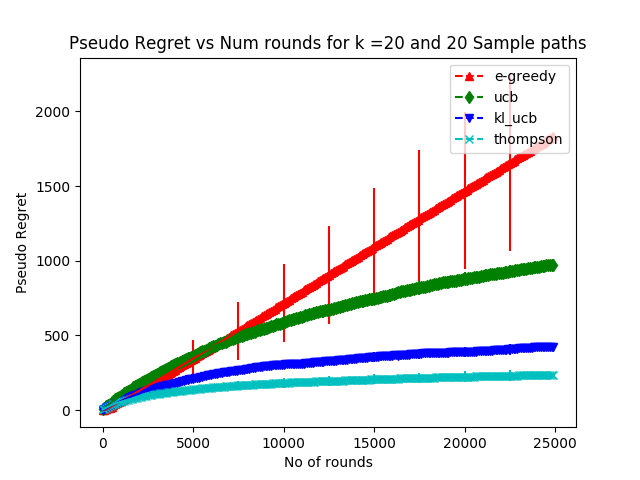 Pseudo Regret vs Num rounds for k =20 and 20 Sample paths
e-greedy
ucb
kl_ucb
thompson
Pseudo Regret
2000
1500
1000
500
0
0 5000 10000 15000 20000 25000
No of rounds